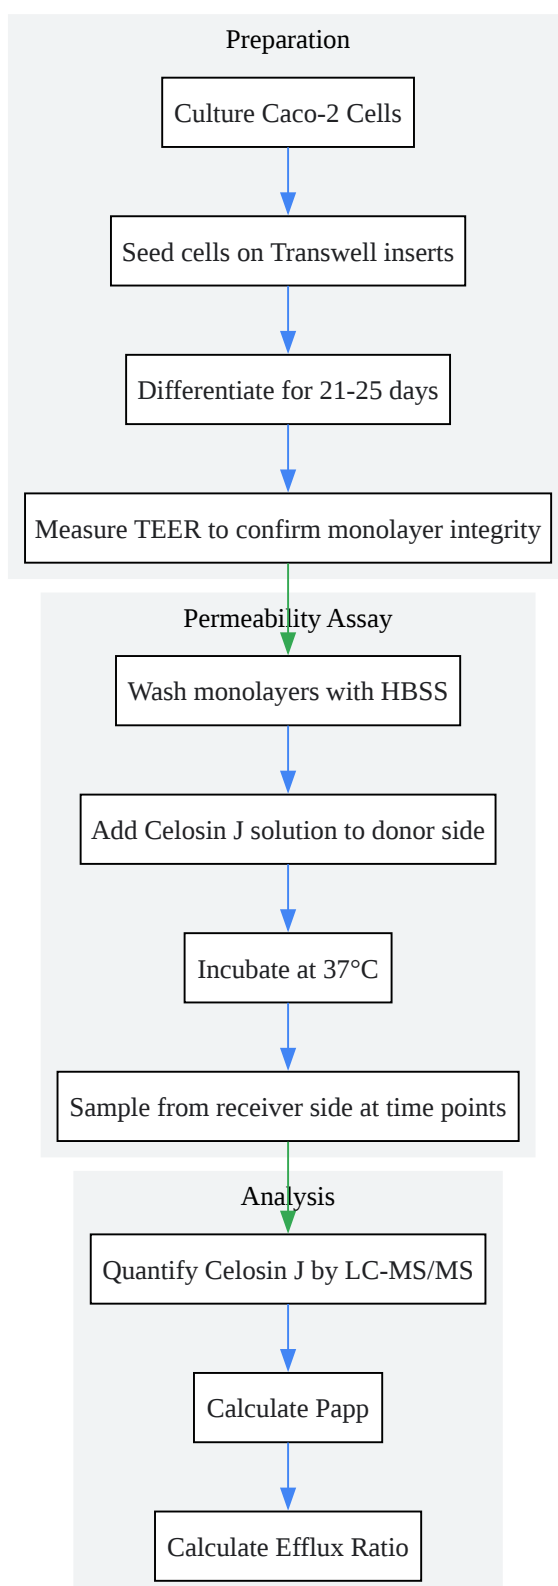 Preparation
Culture Caco-2 Cells
Seed cells on Transwell inserts
Differentiate for 21-25 days
Measure TEER to confirm monolayer integrity
Permeability Assay
Wash monolayers with HBSS
Add Celosin J solution to donor side
Incubate at 37°C
Sample from receiver side at time points
Analysis
Quantify Celosin J by LC-MS/MS
Calculate Papp
Calculate Efflux Ratio